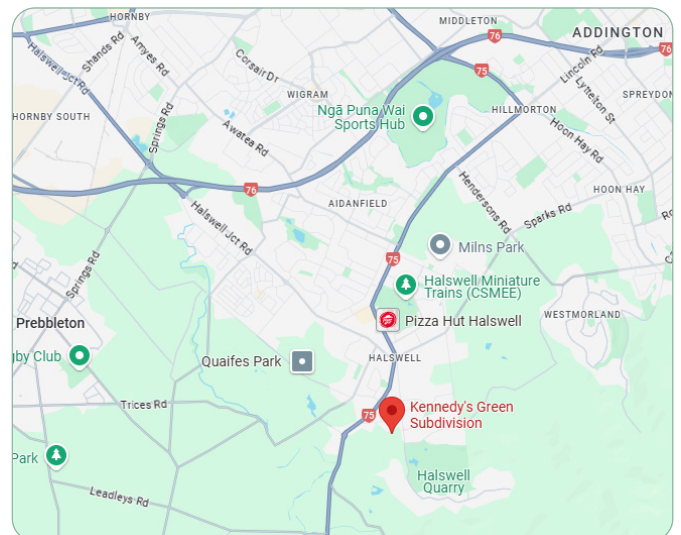 HORNBY
MIDDLETON
ADDINGTON
76
76
Halswell Jct Rd
Shands Rd
Amyes Rd
Corsair Dr
75
Lincoln Rd
Lyttelton St
WIGRAM
SPREYDON
Ngā Puna Wai
Sports Hub
HILLMORTON
HORNBY SOUTH
Springs Rd
Awatea Rd
Hoon Hay Rd
76
HOON HAY
Hendersons Rd
AIDANFIELD
Sparks Rd
Halswell Jct Rd
Milns Park
75
Springs Rd
Halswell Miniature
Trains (CSMEE)
WESTMORLAND
Prebbleton
Pizza Hut Halswell
gby Club
Quaifes Park
HALSWELL
Trices Rd
75
Kennedy's Green
Subdivision
Park
Halswell
Quarry
Leadleys Rd